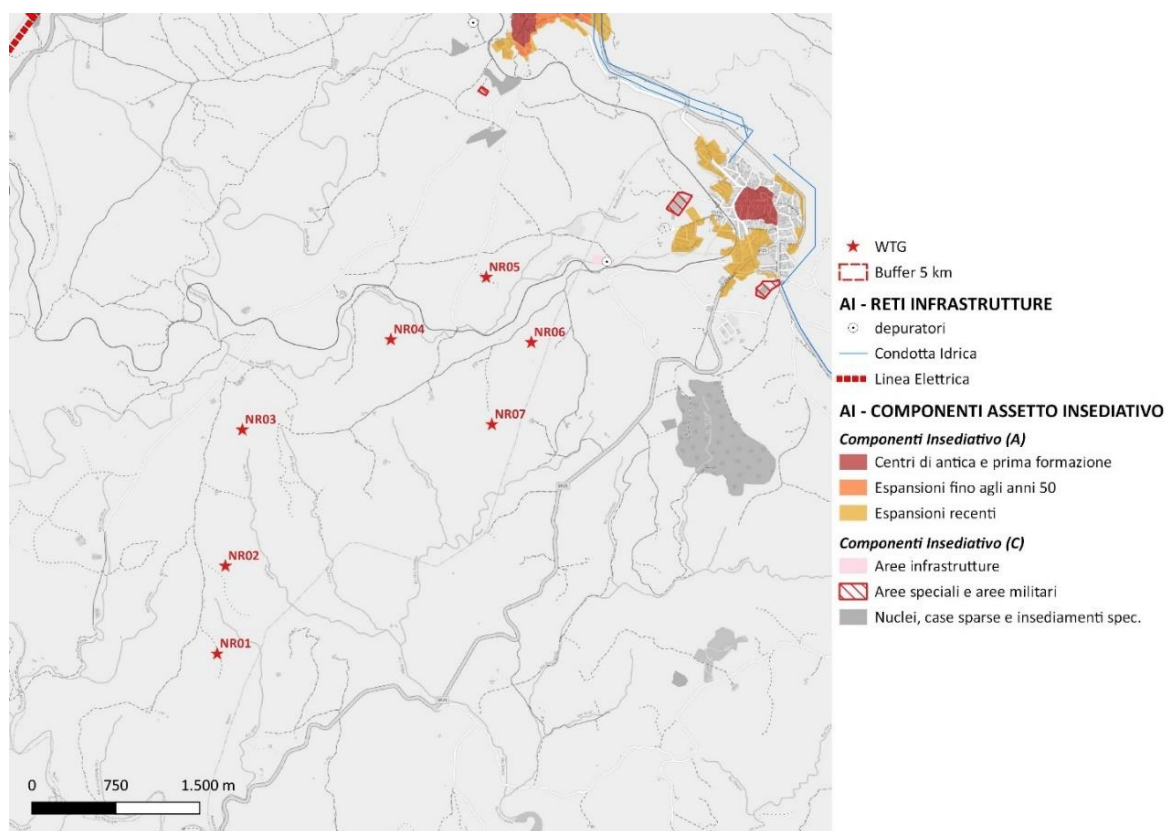 NR05
NR04
NR06
NR03
NR07
NR02
NR01
0 750 1.500 m
WTG
Buffer 5 km
AI - RETI INFRASTRUTTURE
depuratori
Condotta Idrica
Linea Elettrica
AI - COMPONENTI ASSETTO INSEDIATIVO
Componenti Insediativo (A)
Centri di antica e prima formazione
Espansioni fino agli anni 50
Espansioni recenti
Componenti Insediativo (C)
Aree infrastrutture
Aree speciali e aree militari
Nuclei, case sparse e insediamenti spec.